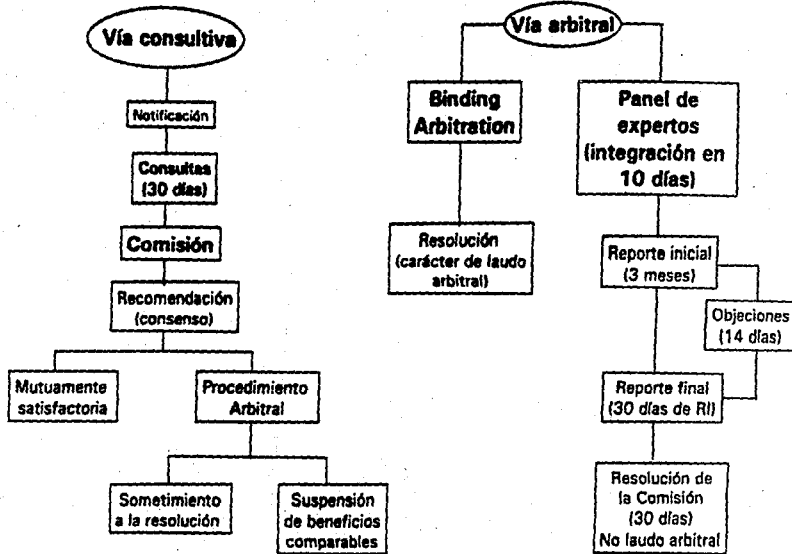 Vía consultiva
Notificación
Consultas
(30 días)
Comisión
Recomendación
(consenso)
Mutuamente
satisfactoria
Procedimiento
Arbitral
Sometimiento
a la resolución
Suspensión
de beneficios
comparables
Vía arbitral
Binding
Arbitration
Resolución
(carácter de laudo
arbitral)
Panel de
expertos
(integración en
10 días)
Reporte inicial
(3 meses)
Objeciones
(14 días)
Reporte final
(30 días de RI)
Resolución de
la Comisión
(30 días)
No laudo arbitral